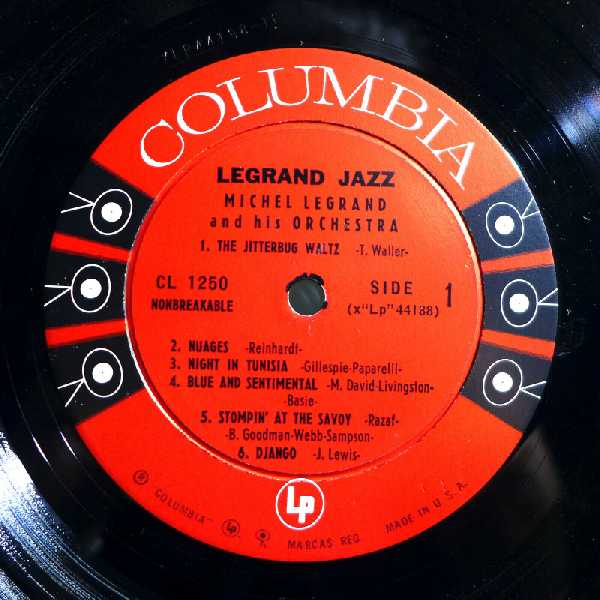 COLUMBIA
LEGRAND JAZZ
MICHEL LEGRAND
and his ORCHESTRA
1. THE JITTERBUG WALTZ -T. Waller-
CL 1250 SIDE 1
NONBREAKABLE (x"Lp"44138)
2. NUAGES -Reinhardt-
3. NIGHT IN TUNISIA -Gillespie-Paparelli-
4. BLUE AND SENTIMENTAL -M. David-Livingston-
Basie-
5. STOMPIN' AT THE SAVOY -Razaf-
-B. Goodman-Webb-Sampson-
6. DJANGO -J. Lewis-
Lp
COLUMBIA Lp MARCAS REG. MADE IN U.S.A.